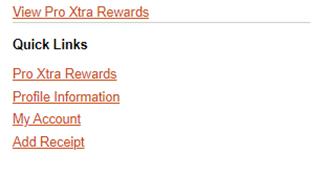 View Pro Xtra Rewards
Quick Links
Pro Xtra Rewards
Profile Information
My Account
Add Receipt